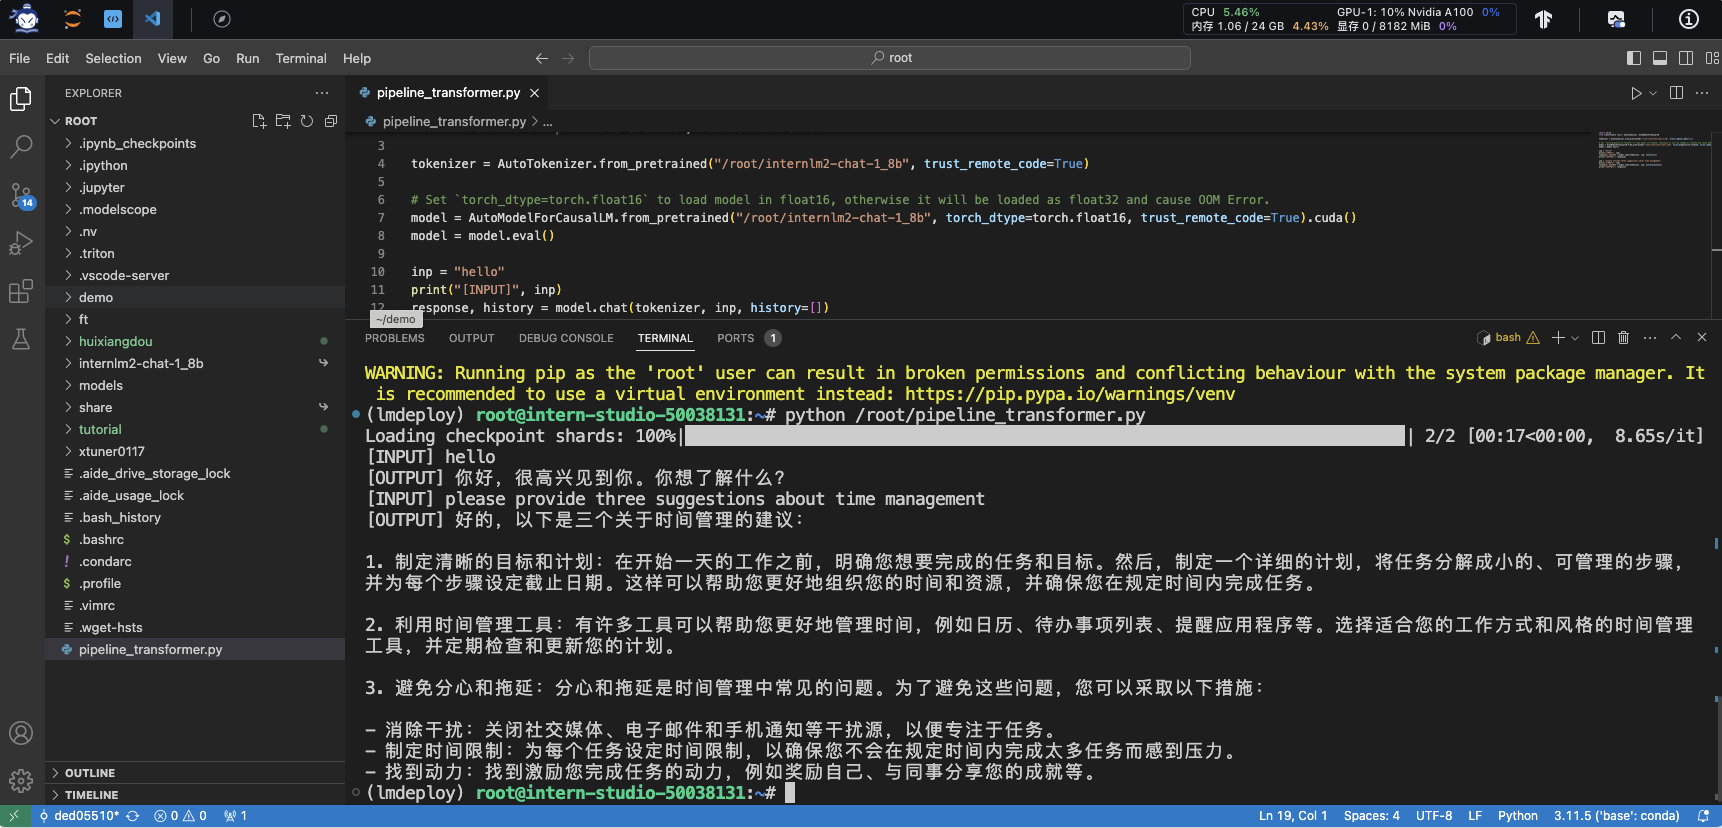 CPU 5.46% GPU-1: 10% Nvidia A100 0%
内存 1.06 / 24 GB 4.43% 显存 0 / 8182 MiB 0%
File Edit Selection View Go Run Terminal Help
root
EXPLORER
ROOT
.ipynb_checkpoints
.ipython
.jupyter
.modelscope
.nv
.triton
.vscode-server
demo
ft
huixiangdou
internlm2-chat-1_8b
models
share
tutorial
xtuner0117
.aide_drive_storage_lock
.aide_usage_lock
.bash_history
$ .bashrc
! .condarc
$ .profile
.vimrc
.wget-hsts
pipeline_transformer.py
OUTLINE
TIMELINE
14
pipeline_transformer.py
pipeline_transformer.py > ...
3
4 tokenizer = AutoTokenizer.from_pretrained("/root/internlm2-chat-1_8b", trust_remote_code=True)
5
6 # Set `torch_dtype=torch.float16` to load model in float16, otherwise it will be loaded as float32 and cause OOM Error.
7 model = AutoModelForCausalLM.from_pretrained("/root/internlm2-chat-1_8b", torch_dtype=torch.float16, trust_remote_code=True).cuda()
8 model = model.eval()
9
10 inp = "hello"
11 print("[INPUT]", inp)
12 response, history = model.chat(tokenizer, inp, history=[])
~/demo
PROBLEMS OUTPUT DEBUG CONSOLE TERMINAL PORTS 1
bash
WARNING: Running pip as the 'root' user can result in broken permissions and conflicting behaviour with the system package manager. It
is recommended to use a virtual environment instead: https://pip.pypa.io/warnings/venv
(lmdeploy) root@intern-studio-50038131:~# python /root/pipeline_transformer.py
Loading checkpoint shards: 100%| | 2/2 [00:17<00:00, 8.65s/it]
[INPUT] hello
[OUTPUT] 你好，很高兴见到你。你想了解什么？
[INPUT] please provide three suggestions about time management
[OUTPUT] 好的，以下是三个关于时间管理的建议：
1. 制定清晰的目标和计划：在开始一天的工作之前，明确您想要完成的任务和目标。然后，制定一个详细的计划，将任务分解成小的、可管理的步骤，
并为每个步骤设定截止日期。这样可以帮助您更好地组织您的时间和资源，并确保您在规定时间内完成任务。
2. 利用时间管理工具：有许多工具可以帮助您更好地管理时间，例如日历、待办事项列表、提醒应用程序等。选择适合您的工作方式和风格的时间管理
工具，并定期检查和更新您的计划。
3. 避免分心和拖延：分心和拖延是时间管理中常见的问题。为了避免这些问题，您可以采取以下措施：
- 消除干扰：关闭社交媒体、电子邮件和手机通知等干扰源，以便专注于任务。
- 制定时间限制：为每个任务设定时间限制，以确保您不会在规定时间内完成太多任务而感到压力。
- 找到动力：找到激励您完成任务的动力，例如奖励自己、与同事分享您的成就等。
(lmdeploy) root@intern-studio-50038131:~#
ded05510* 0 0 1
Ln 19, Col 1 Spaces: 4 UTF-8 LF Python 3.11.5 ('base': conda)